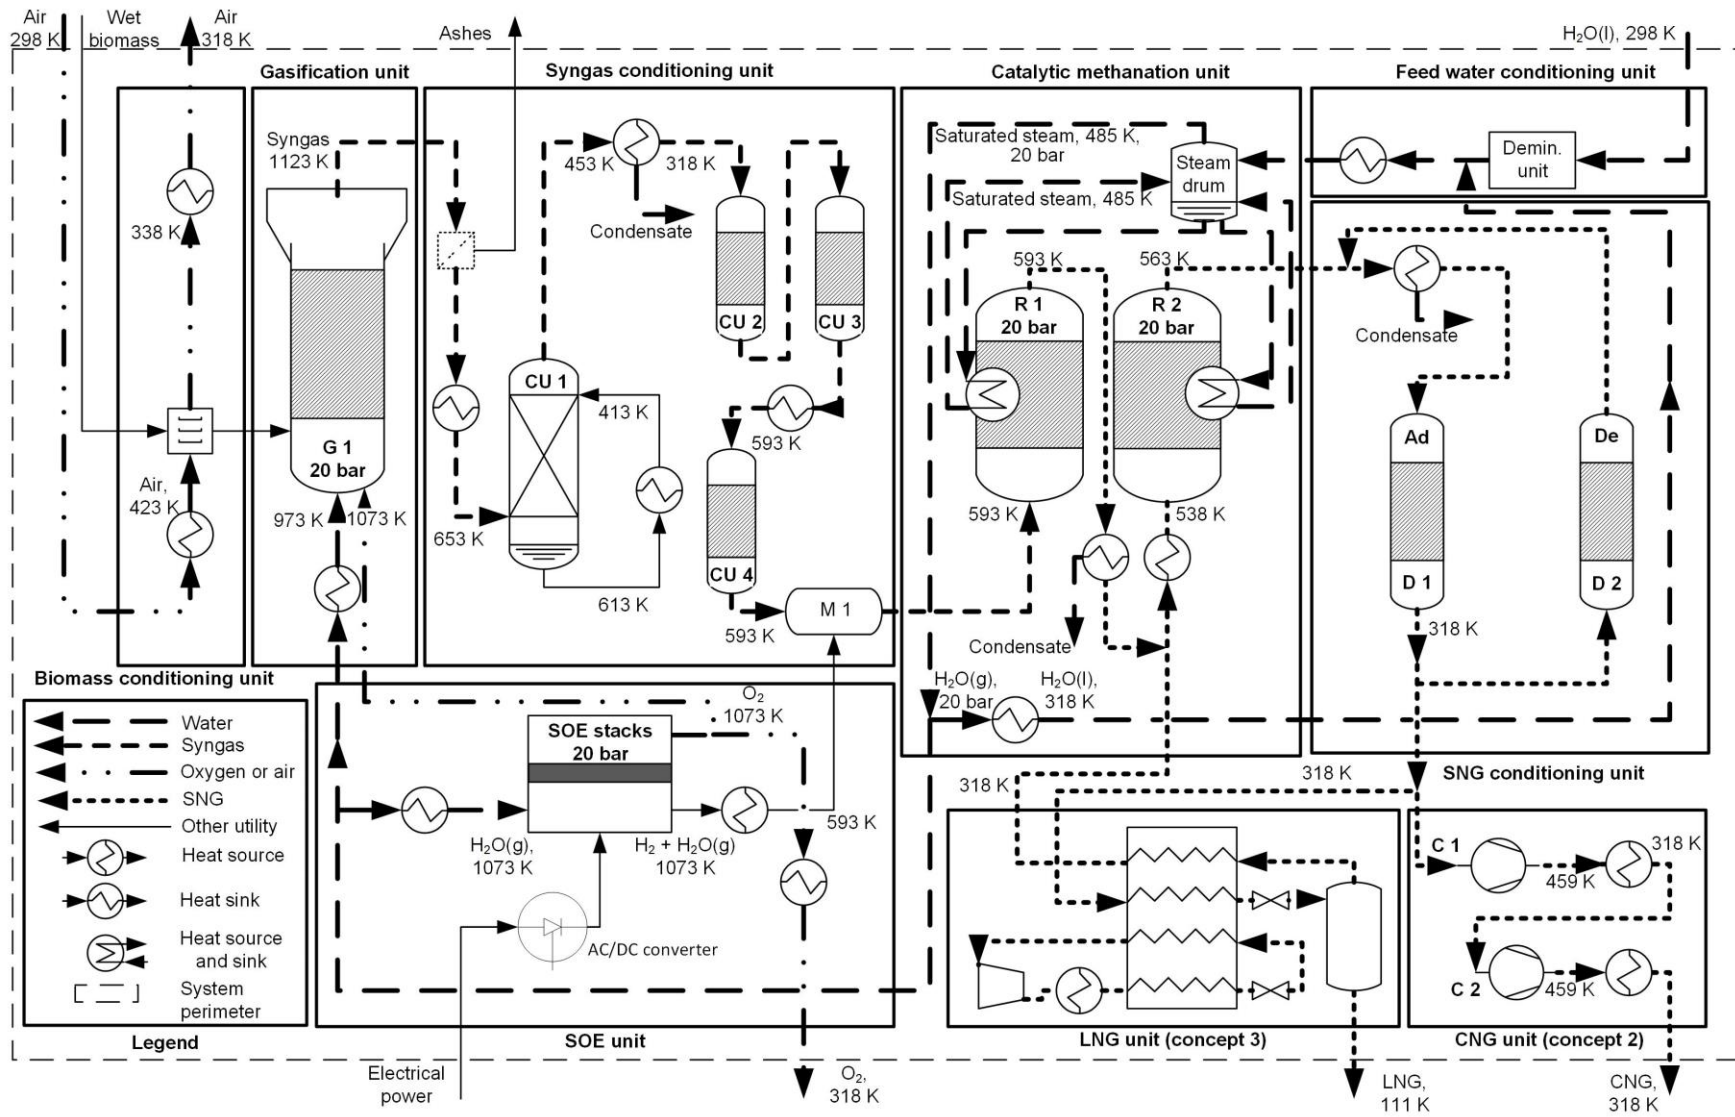 Air
298 K
Wet
biomass
Air
318 K
Ashes
H2O(l), 298 K
Gasification unit
Syngas conditioning unit
Catalytic methanation unit
Feed water conditioning unit
Syngas
1123 K
453 K
318 K
Condensate
Saturated steam, 485 K,
20 bar
Saturated steam, 485 K
Steam
drum
Demin.
unit
338 K
CU 2
CU 3
593 K
563 K
R 1
20 bar
R 2
20 bar
Condensate
CU 1
413 K
593 K
Ad
De
G 1
20 bar
Air,
423 K
973 K
1073 K
653 K
593 K
538 K
CU 4
D 1
D 2
613 K
593 K
M 1
318 K
Condensate
Biomass conditioning unit
H2O(g),
20 bar
H2O(l),
318 K
Water
Syngas
Oxygen or air
SNG
Other utility
Heat source
Heat sink
Heat source
and sink
System
perimeter
Legend
O2
1073 K
SOE stacks
20 bar
H2O(g),
1073 K
H2 + H2O(g)
1073 K
593 K
AC/DC converter
SOE unit
318 K
318 K
SNG conditioning unit
C 1
459 K
318 K
C 2
459 K
LNG unit (concept 3)
CNG unit (concept 2)
Electrical
power
O2,
318 K
LNG,
111 K
CNG,
318 K